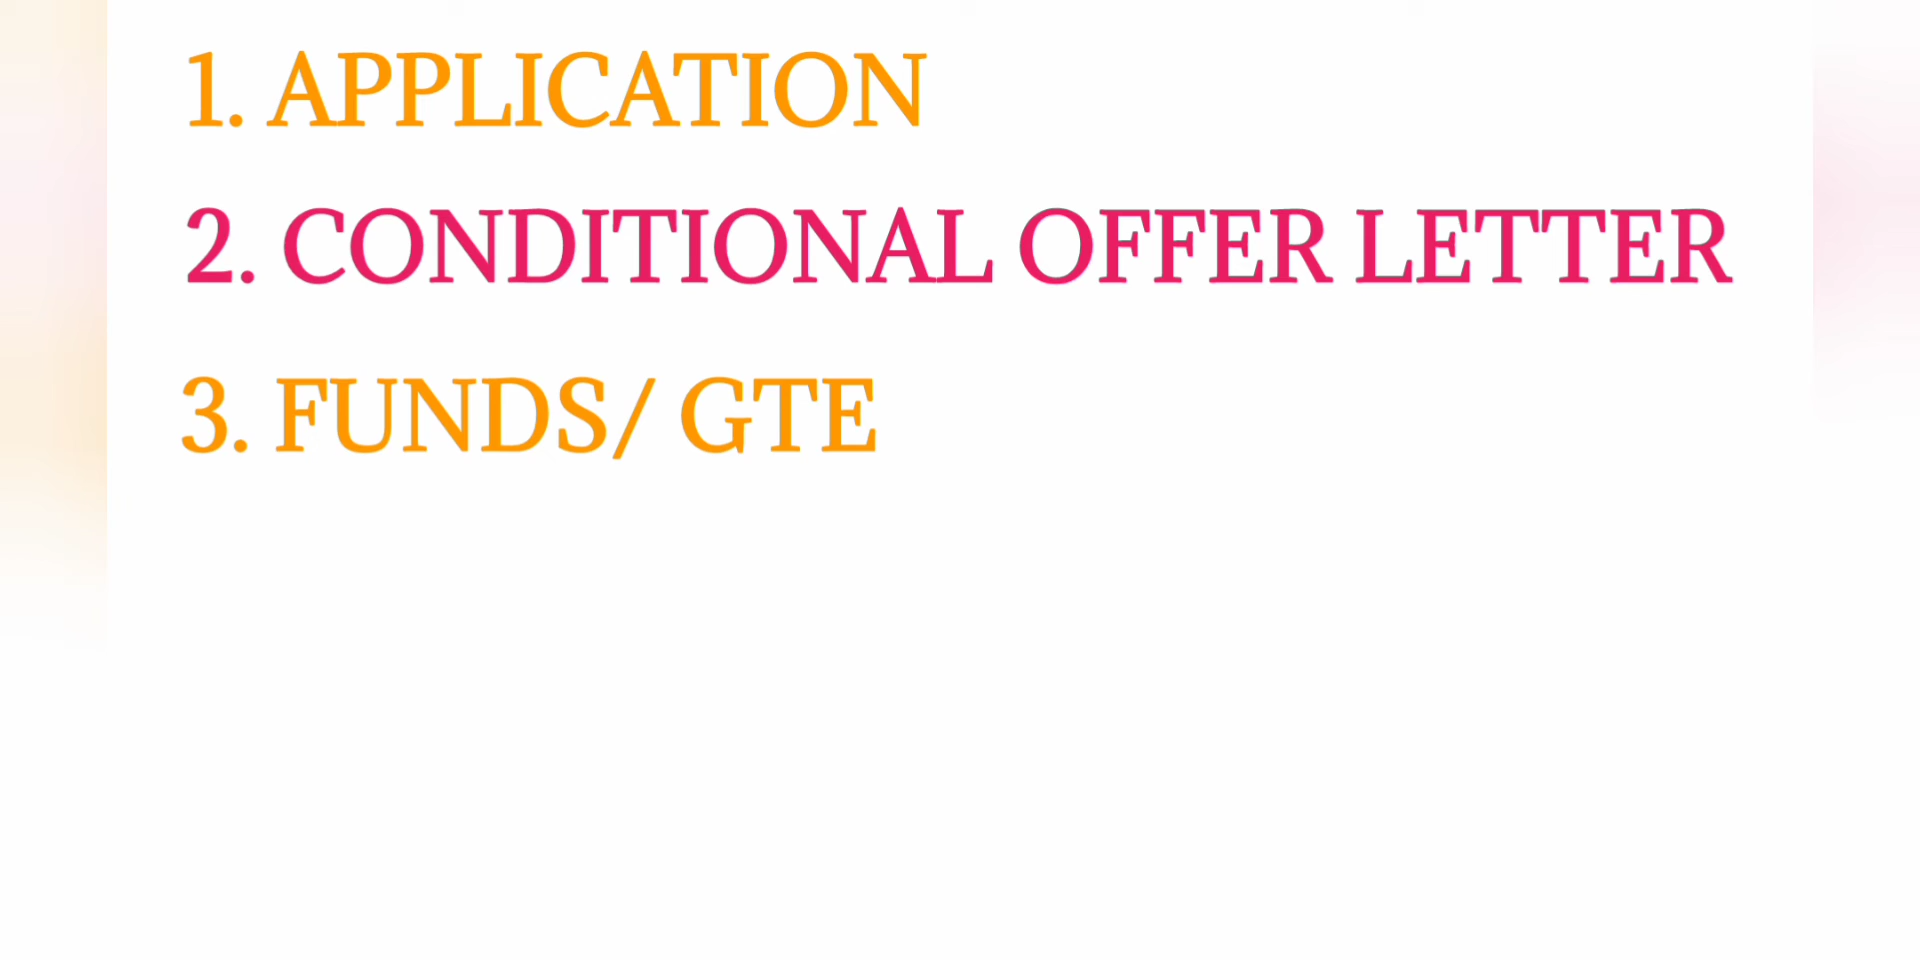 1. APPLICATION
2. CONDITIONAL OFFER LETTER
3. FUNDS/ GTE